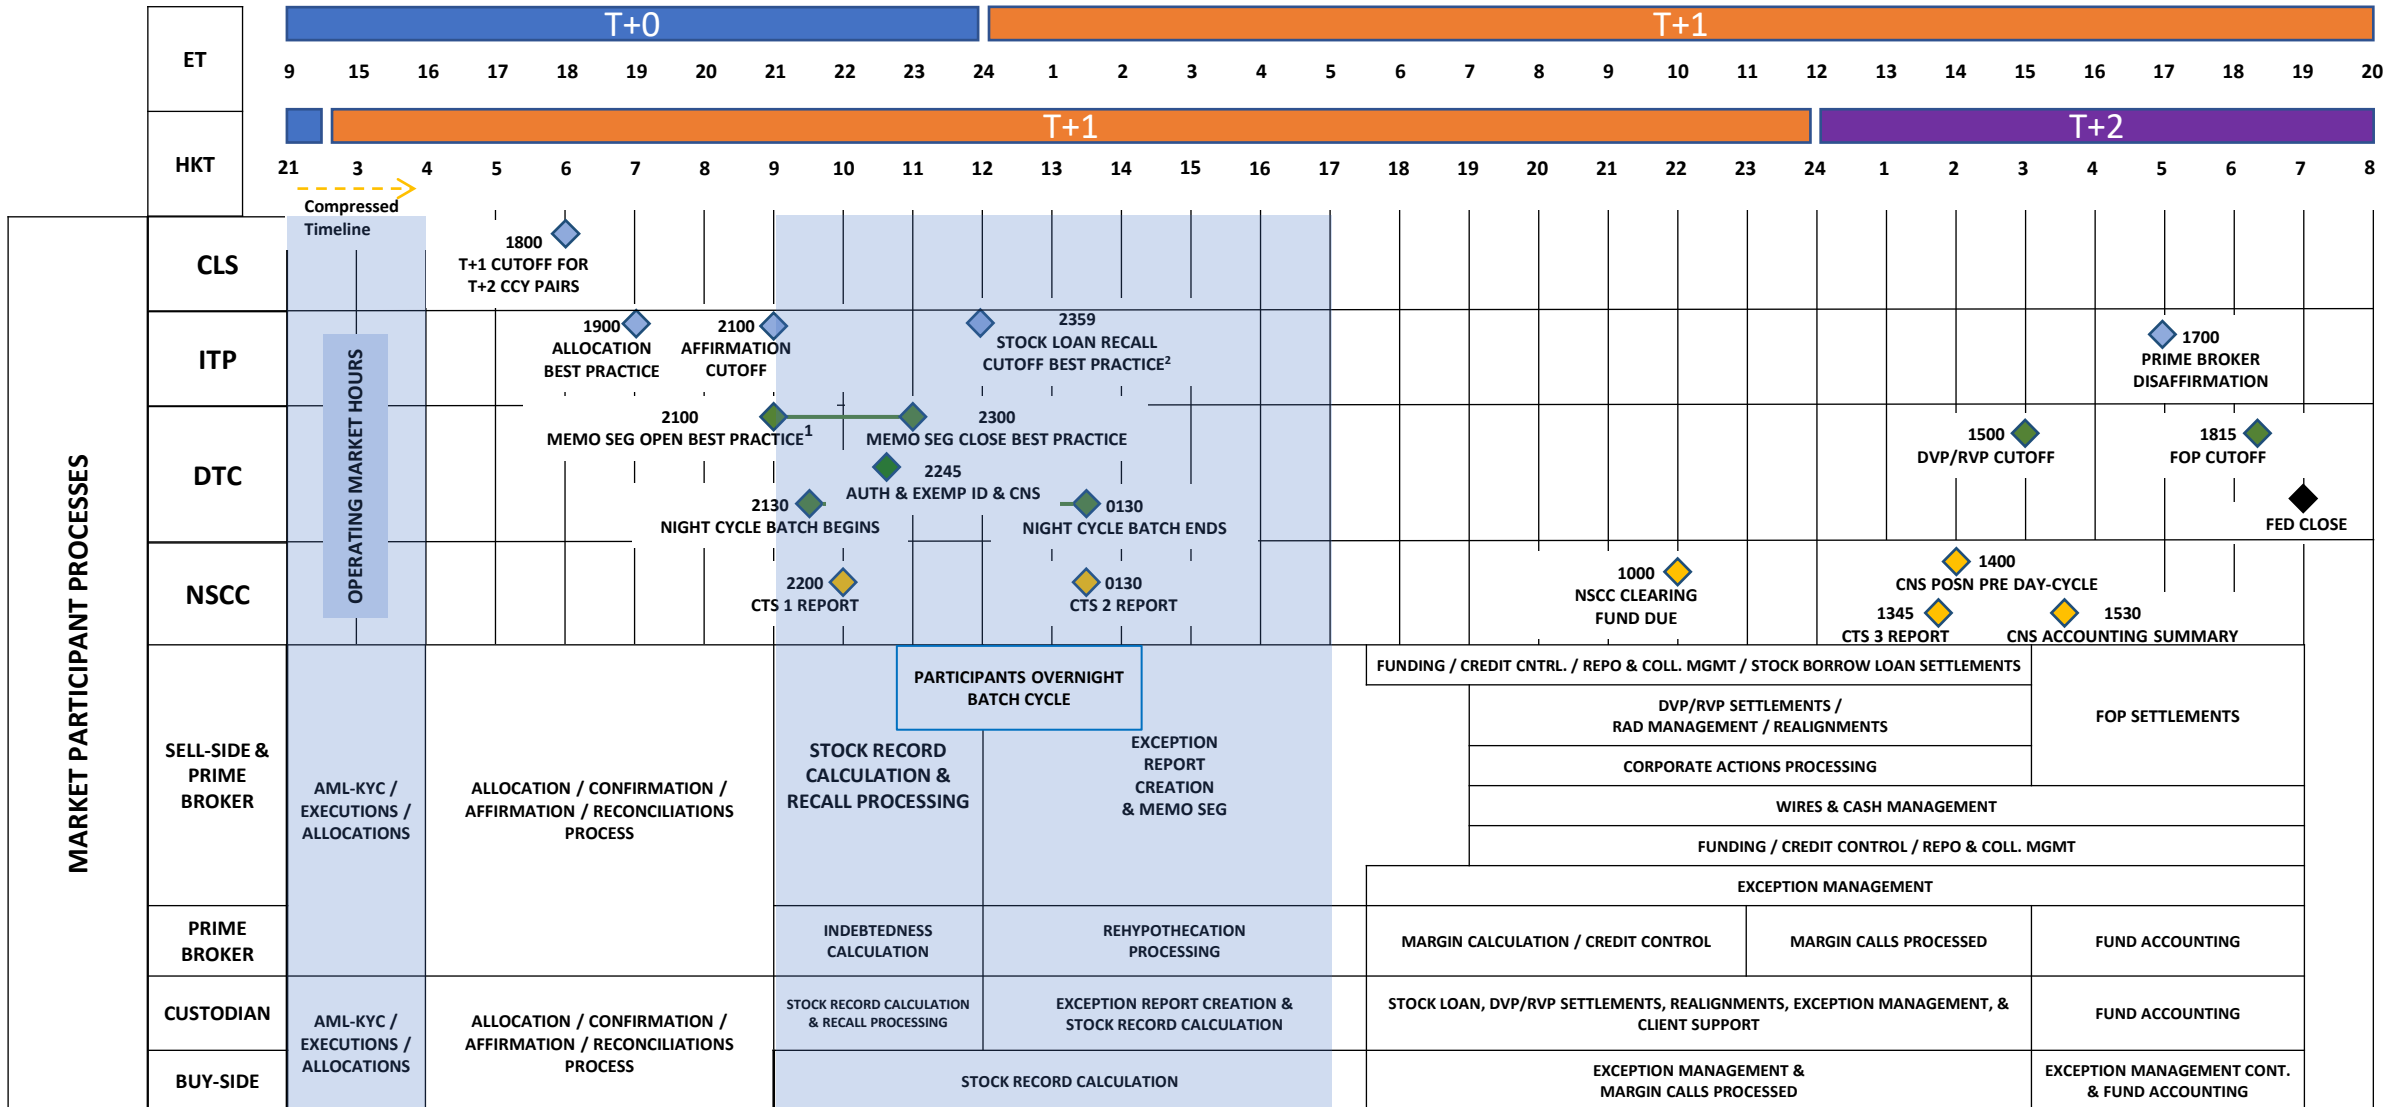 T+0
T+1
ET
9 15 16 17 18 19 20 21 22 23 24 1 2 3 4 5 6 7 8 9 10 11 12 13 14 15 16 17 18 19 20
T+1
T+2
HKT
21 3 4 5 6 7 8 9 10 11 12 13 14 15 16 17 18 19 20 21 22 23 24 1 2 3 4 5 6 7 8
Compressed
Timeline
MARKET PARTICIPANT PROCESSES
OPERATING MARKET HOURS
CLS
1800
T+1 CUTOFF FOR
T+2 CCY PAIRS
ITP
1900
ALLOCATION
BEST PRACTICE
2100
AFFIRMATION
CUTOFF
2359
STOCK LOAN RECALL
CUTOFF BEST PRACTICE2
1700
PRIME BROKER
DISAFFIRMATION
DTC
2100
MEMO SEG OPEN BEST PRACTICE1
2300
MEMO SEG CLOSE BEST PRACTICE
2245
AUTH & EXEMP ID & CNS
2130
NIGHT CYCLE BATCH BEGINS
0130
NIGHT CYCLE BATCH ENDS
1500
DVP/RVP CUTOFF
1815
FOP CUTOFF
FED CLOSE
NSCC
2200
CTS 1 REPORT
0130
CTS 2 REPORT
1000
NSCC CLEARING
FUND DUE
1400
CNS POSN PRE DAY-CYCLE
1345
CTS 3 REPORT
1530
CNS ACCOUNTING SUMMARY
SELL-SIDE &
PRIME
BROKER
AML-KYC /
EXECUTIONS /
ALLOCATIONS
ALLOCATION / CONFIRMATION /
AFFIRMATION / RECONCILIATIONS
PROCESS
PARTICIPANTS OVERNIGHT
BATCH CYCLE
STOCK RECORD
CALCULATION &
RECALL PROCESSING
EXCEPTION
REPORT
CREATION
& MEMO SEG
FUNDING / CREDIT CNTRL. / REPO & COLL. MGMT / STOCK BORROW LOAN SETTLEMENTS
DVP/RVP SETTLEMENTS /
RAD MANAGEMENT / REALIGNMENTS
CORPORATE ACTIONS PROCESSING
FOP SETTLEMENTS
WIRES & CASH MANAGEMENT
FUNDING / CREDIT CONTROL / REPO & COLL. MGMT
EXCEPTION MANAGEMENT
PRIME
BROKER
INDEBTEDNESS
CALCULATION
REHYPOTHECATION
PROCESSING
MARGIN CALCULATION / CREDIT CONTROL
MARGIN CALLS PROCESSED
FUND ACCOUNTING
CUSTODIAN
AML-KYC /
EXECUTIONS /
ALLOCATIONS
ALLOCATION / CONFIRMATION /
AFFIRMATION / RECONCILIATIONS
PROCESS
STOCK RECORD CALCULATION
& RECALL PROCESSING
EXCEPTION REPORT CREATION &
STOCK RECORD CALCULATION
STOCK LOAN, DVP/RVP SETTLEMENTS, REALIGNMENTS, EXCEPTION MANAGEMENT, &
CLIENT SUPPORT
FUND ACCOUNTING
BUY-SIDE
STOCK RECORD CALCULATION
EXCEPTION MANAGEMENT &
MARGIN CALLS PROCESSED
EXCEPTION MANAGEMENT CONT.
& FUND ACCOUNTING